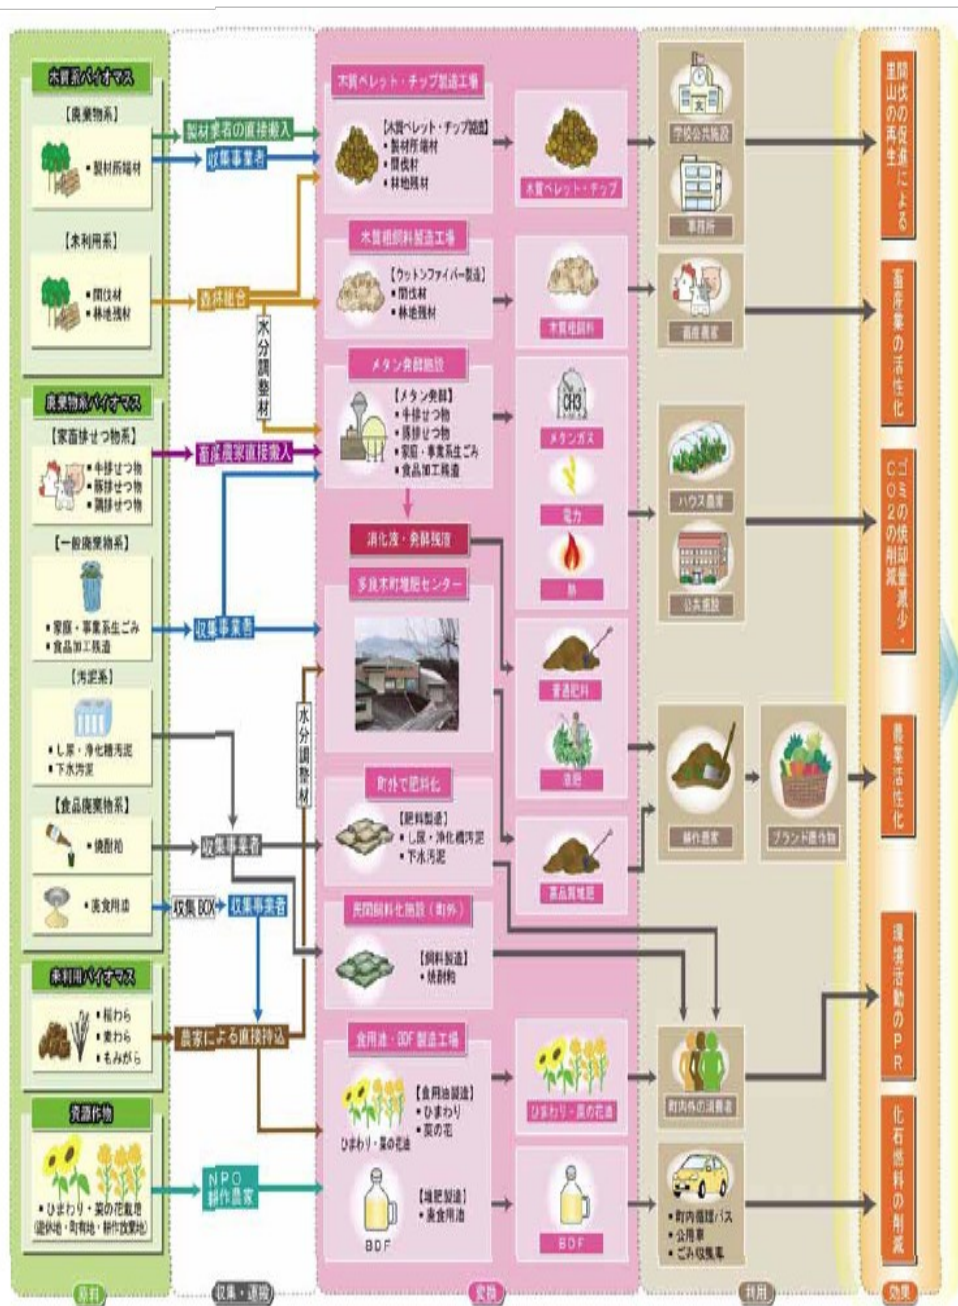 木質系バイオマス
【廃棄物系】
・製材所端材
【未利用系】
・間伐材
・林地残材
廃棄物系バイオマス
【家畜排せつ物系】
・牛排せつ物
・豚排せつ物
・鶏排せつ物
【一般廃棄物系】
・家庭・事業系生ごみ
・食品加工残渣
【汚泥系】
・し尿・浄化槽汚泥
・下水汚泥
【食品廃棄物系】
・焼酎粕
・廃食用油
未利用バイオマス
・稲わら
・麦わら
・もみがら
資源作物
・ひまわり・菜の花栽培
(遊休地・町有地・耕作放棄地)
原料
製材業者の直接搬入
収集事業者
森林組合
水分調整材
畜産農家直接搬入
収集事業者
水分調整材
収集事業者
収集BOX
収集事業者
農家による直接持込
NPO
耕作農家
収集・運搬
木質ペレット・チップ製造工場
【木質ペレット・チップ製造】
・製材所端材
・間伐材
・林地残材
木質粗飼料製造工場
【ウットンファイバー製造】
・間伐材
・林地残材
メタン発酵施設
【メタン発酵】
・牛排せつ物
・豚排せつ物
・家庭・事業系生ごみ
・食品加工残渣
消化液・発酵残渣
多良木町堆肥センター
町外で肥料化
【肥料製造】
・し尿・浄化槽汚泥
・下水汚泥
民間飼料化施設(町外)
【飼料製造】
・焼酎粕
食用油・BDF製造工場
【食用油製造】
・ひまわり
・菜の花
ひまわり・菜の花油
【堆肥製造】
・廃食用油
BDF
木質ペレット・チップ
木質粗飼料
CH3
メタンガス
電力
熱
普通肥料
液肥
高品質堆肥
ひまわり・菜の花油
BDF
変換
学校公共施設
事務所
畜産農家
ハウス農家
公共施設
耕作農家
ブランド農作物
町内外の消費者
・町内循環バス
・公用車
・ごみ収集車
利用
間伐の促進による
里山の再生
畜産業の活性化
ゴミの焼却量減少・
CO2の削減
農業活性化
環境活動のPR
化石燃料の削減
効果